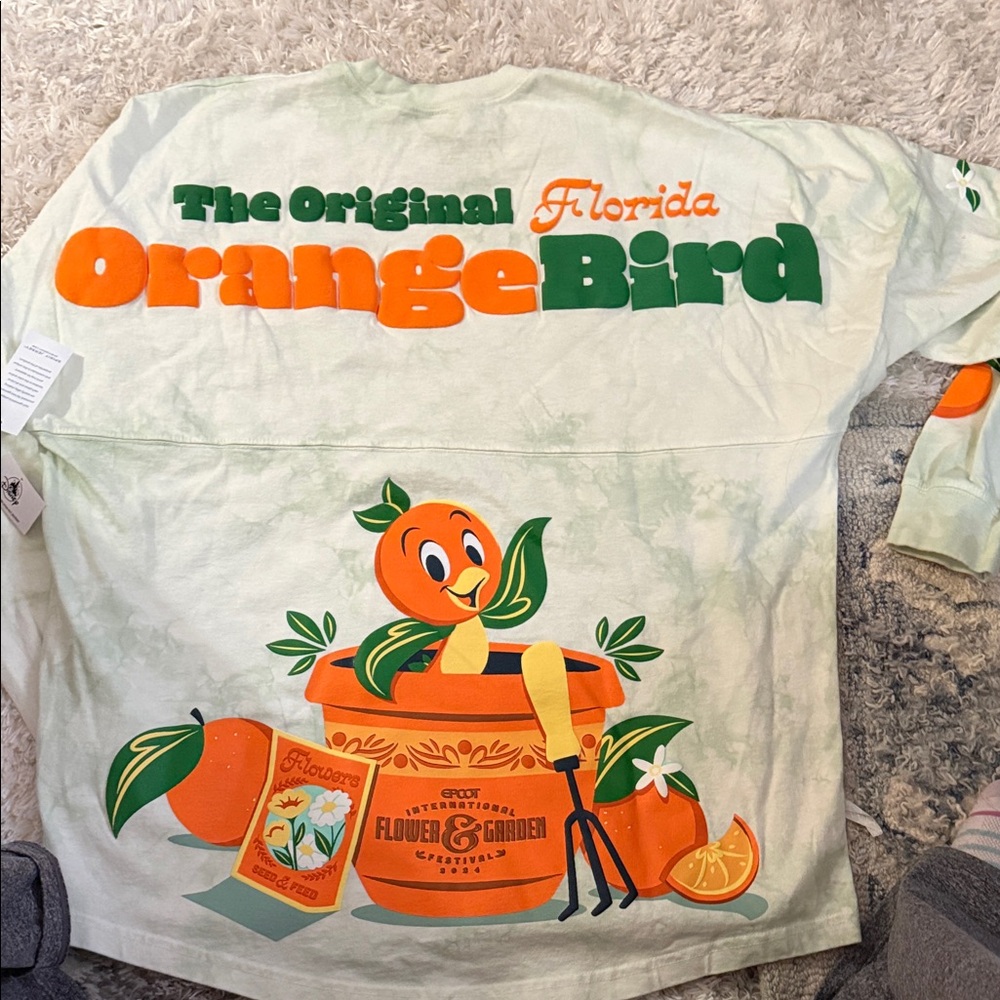 The Original Florida
OrangeBird
Flowers
SEED & FEED
EPCOT
INTERNATIONAL
FLOWER & GARDEN
FESTIVAL
2024